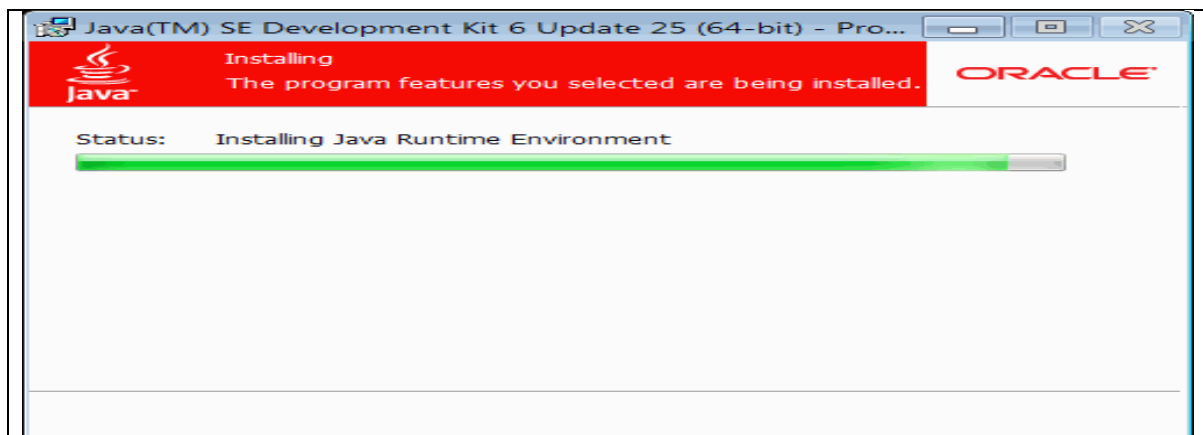 Java(TM) SE Development Kit 6 Update 25 (64-bit) - Pro...
Installing
The program features you selected are being installed.
Java™
ORACLE®
Status: Installing Java Runtime Environment